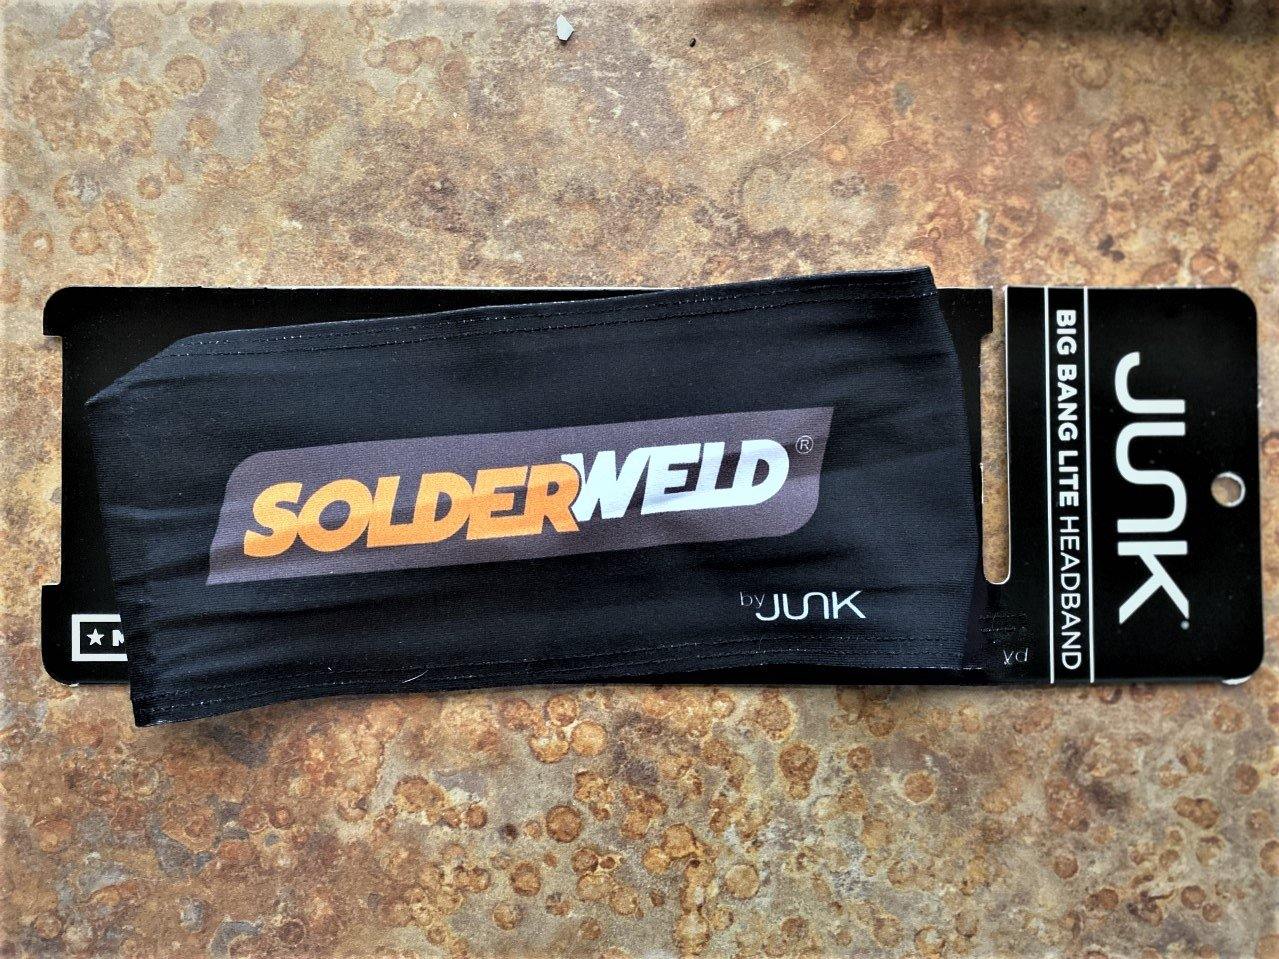 SOLDERWELD®
by JUNK
BIG BANG LITE HEADBAND
JUNK